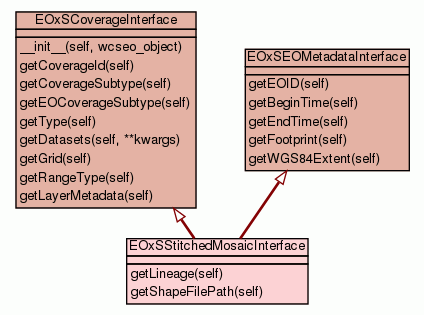 EOxSCoverageInterface
__init__(self, wcseo_object)
getCoverageId(self)
getCoverageSubtype(self)
getEOCoverageSubtype(self)
getType(self)
getDatasets(self, **kwargs)
getGrid(self)
getRangeType(self)
getLayerMetadata(self)
EOxSEOMetadataInterface
getEOID(self)
getBeginTime(self)
getEndTime(self)
getFootprint(self)
getWGS84Extent(self)
EOxSStitchedMosaicInterface
getLineage(self)
getShapeFilePath(self)